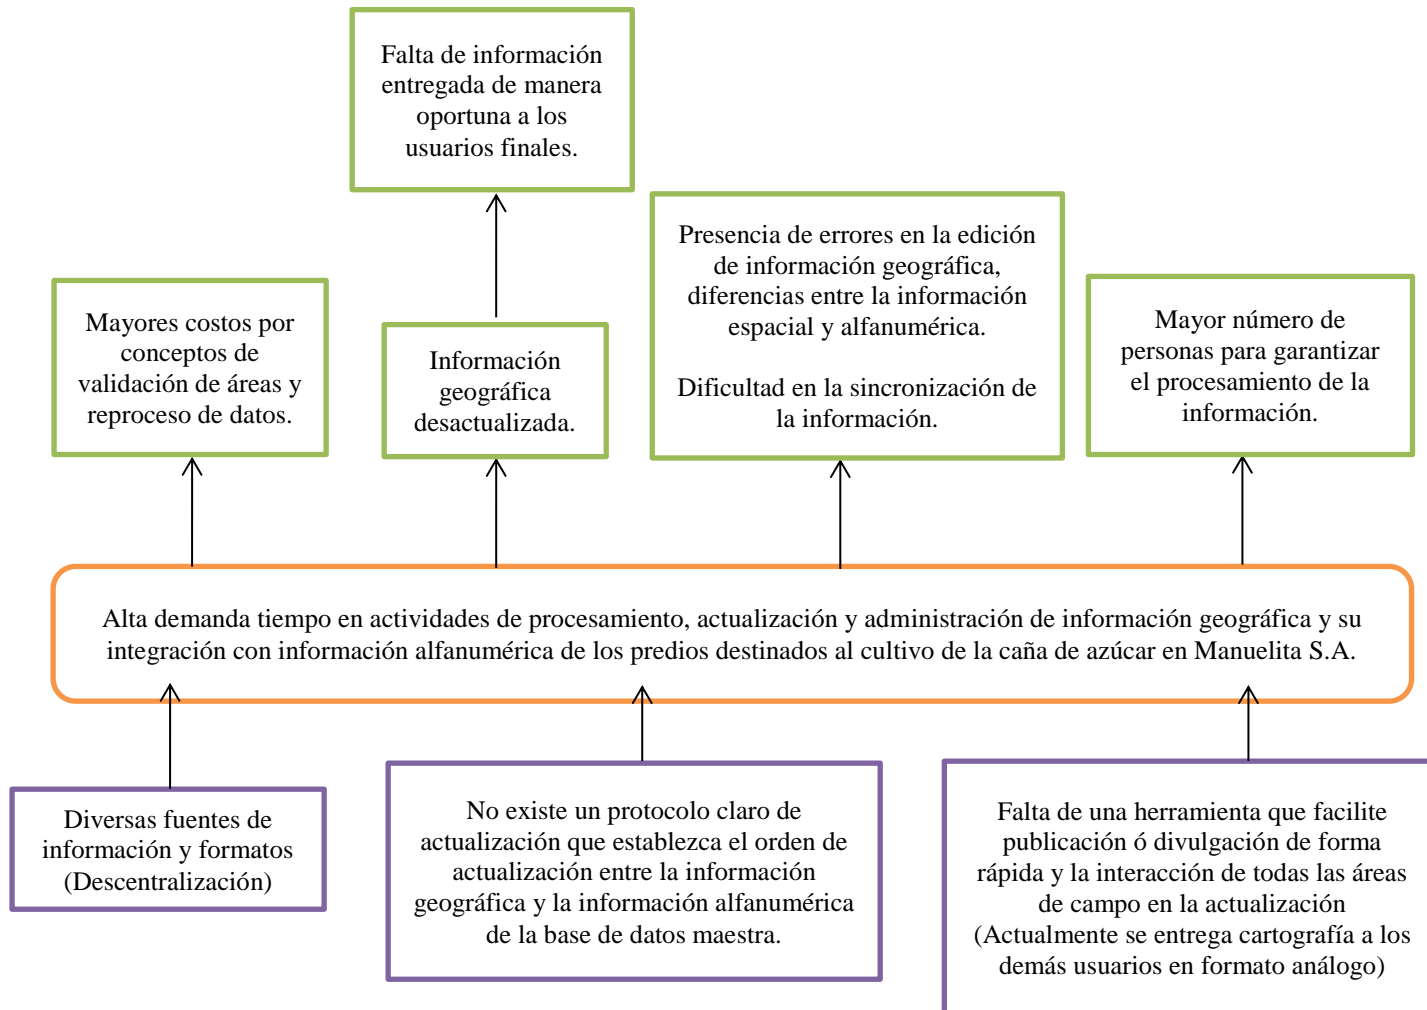 Falta de información
entregada de manera
oportuna a los
usuarios finales.
Mayores costos por
conceptos de
validación de áreas y
reproceso de datos.
Información
geográfica
desactualizada.
Presencia de errores en la edición
de información geográfica,
diferencias entre la información
espacial y alfanumérica.
Dificultad en la sincronización de
la información.
Mayor número de
personas para garantizar
el procesamiento de la
información.
Alta demanda tiempo en actividades de procesamiento, actualización y administración de información geográfica y su
integración con información alfanumérica de los predios destinados al cultivo de la caña de azúcar en Manuelita S.A.
Diversas fuentes de
información y formatos
(Descentralización)
No existe un protocolo claro de
actualización que establezca el orden de
actualización entre la información
geográfica y la información alfanumérica
de la base de datos maestra.
Falta de una herramienta que facilite
publicación ó divulgación de forma
rápida y la interacción de todas las áreas
de campo en la actualización
(Actualmente se entrega cartografía a los
demás usuarios en formato análogo)